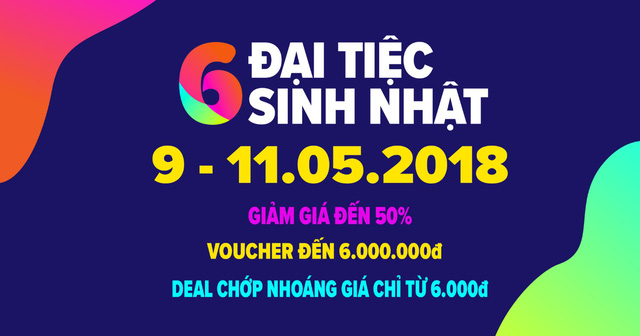 6 ĐẠI TIỆC
SINH NHẬT
9 - 11.05.2018
GIẢM GIÁ ĐẾN 50%
VOUCHER ĐẾN 6.000.000đ
DEAL CHỚP NHOÁNG GIÁ CHỈ TỪ 6.000đ